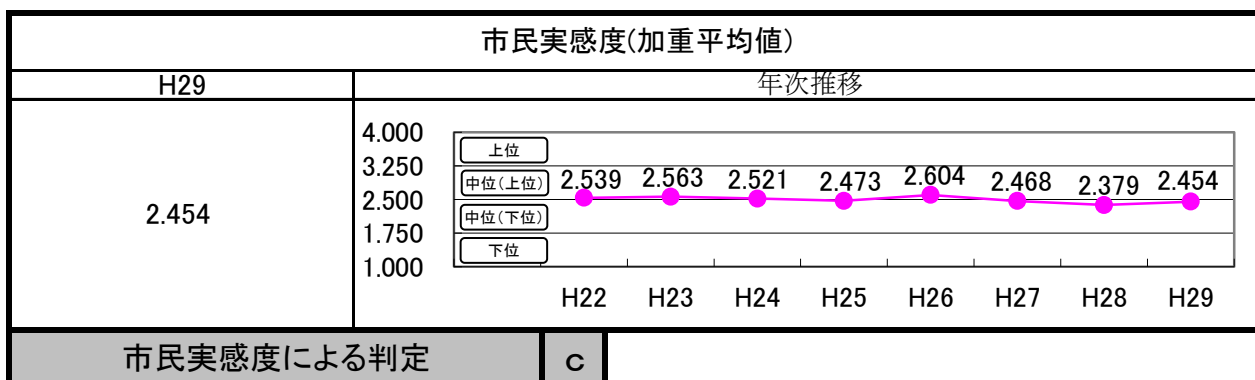 市民実感度(加重平均値)
H29
年次推移
2.454
4.000
3.250
2.500
1.750
1.000
上位
中位(上位)
中位(下位)
下位
2.539 2.563 2.521 2.473 2.604 2.468 2.379 2.454
H22 H23 H24 H25 H26 H27 H28 H29
市民実感度による判定 c